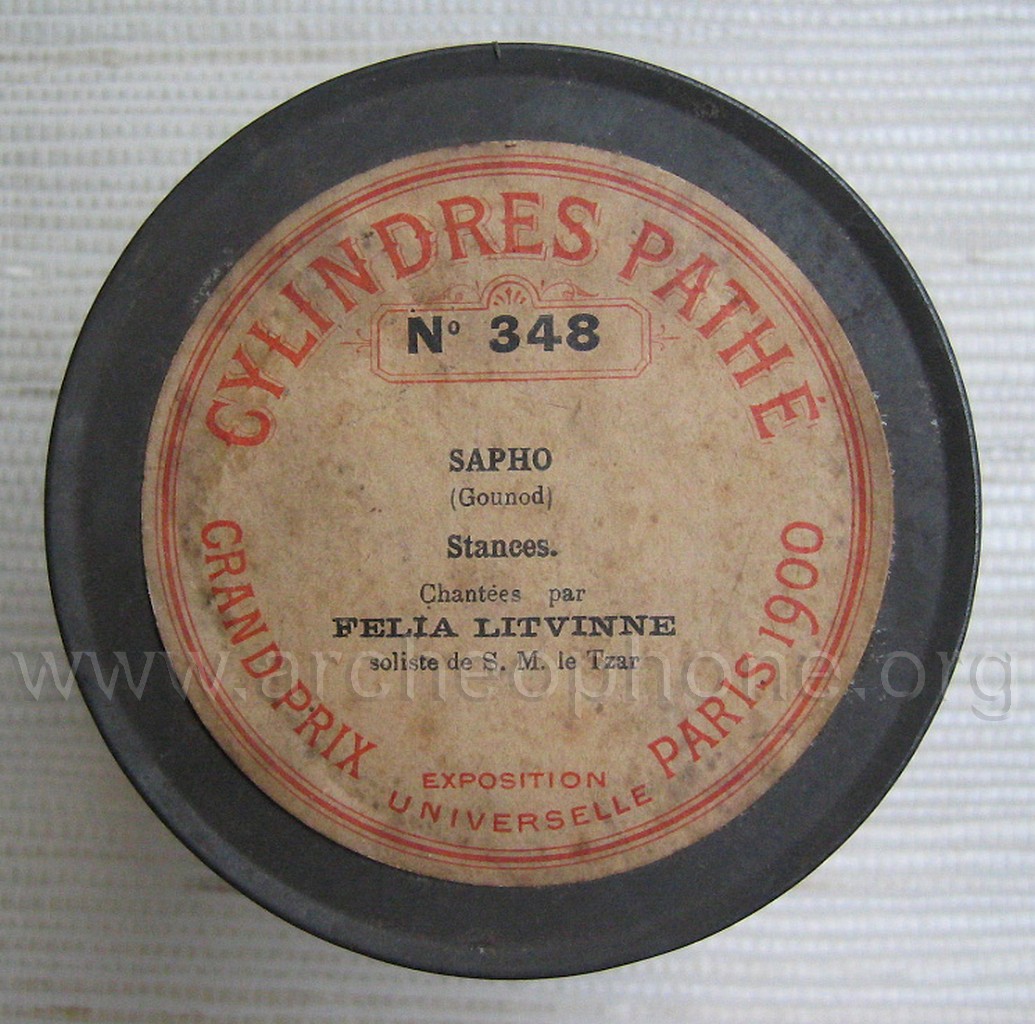 CYLINDRES PATHÉ
Nº 348
SAPHO
(Gounod)
Stances.
Chantées par
FELIA LITVINNE
soliste de S. M. le Tzar
www.archeophone.org
GRAND PRIX
PARIS 1900
EXPOSITION
UNIVERSELLE